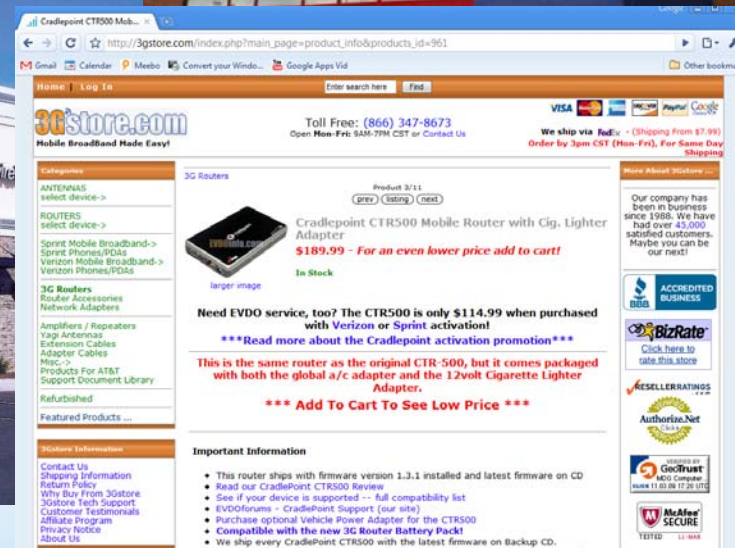 Google
Cradlepoint CTR500 Mob...
http://3gstore.com/index.php?main_page=product_info&products_id=961
Gmail Calendar Meebo Convert your Windo... Google Apps Vid Other bookma
Home | Log In Enter search here Find
3Gstore.com
Mobile BroadBand Made Easy!
Toll Free: (866) 347-8673
Open Mon-Fri: 9AM-7PM CST or Contact Us
VISA PayPal Google
We ship via FedEx - (Shipping From $7.99)
Order by 3pm CST (Mon-Fri), For Same Day
Shipping
Categories
ANTENNAS
select device->
ROUTERS
select device->
Sprint Mobile Broadband->
Sprint Phones/PDAs
Verizon Mobile Broadband->
Verizon Phones/PDAs
3G Routers
Router Accessories
Network Adapters
Amplifiers / Repeaters
Yagi Antennas
Extension Cables
Adapter Cables
Misc.->
Products For AT&T
Support Document Library
Refurbished
Featured Products ...
3Gstore Information
Contact Us
Shipping Information
Return Policy
Why Buy From 3Gstore
3Gstore Tech Support
Customer Testimonials
Affiliate Program
Privacy Notice
About Us
3G Routers
Product 3/11
prev listing next
EVDOinfo.com
larger image
Cradlepoint CTR500 Mobile Router with Cig. Lighter
Adapter
$189.99 - For an even lower price add to cart!
In Stock
Need EVDO service, too? The CTR500 is only $114.99 when purchased
with Verizon or Sprint activation!
***Read more about the Cradlepoint activation promotion***
This is the same router as the original CTR-500, but it comes packaged
with both the global a/c adapter and the 12volt Cigarette Lighter
Adapter.
*** Add To Cart To See Low Price ***
Important Information
This router ships with firmware version 1.3.1 installed and latest firmware on CD
Read our CradlePoint CTR500 Review
See if your device is supported -- full compatibility list
EVDOforums - CradlePoint Support (our site)
Purchase optional Vehicle Power Adapter for the CTR500
Compatible with the new 3G Router Battery Pack!
We ship every CradlePoint CTR500 with the latest firmware on Backup CD.
More About 3Gstore ...
Our company has
been in business
since 1988. We have
had over 45,000
satisfied customers.
Maybe you can be
our next!
BBB
ACCREDITED
BUSINESS
BizRate
Click here to
rate this store
RESELLERRATINGS
.com
Authorize.Net
Click
VERIFIED BY
GeoTrust
MDG Computer
McAfee
SECURE
TESTED